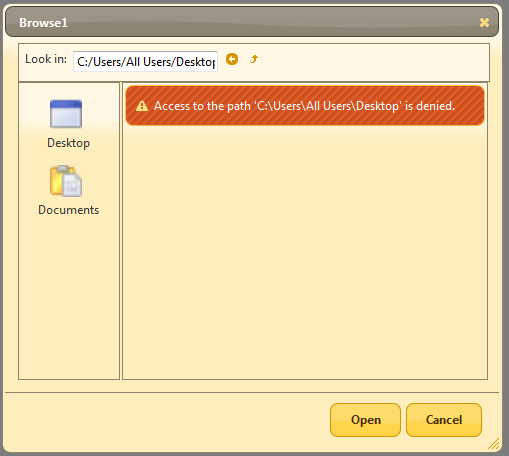 Browse1
Look in: C:/Users/All Users/Desktop
Access to the path 'C:\Users\All Users\Desktop' is denied.
Desktop
Documents
Open Cancel